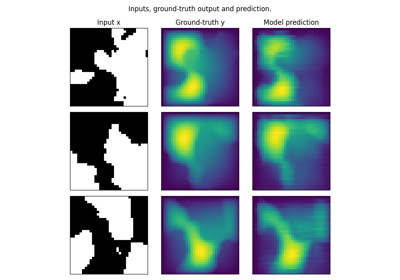 Inputs, ground-truth output and prediction.
Input x
Ground-truth y
Model prediction